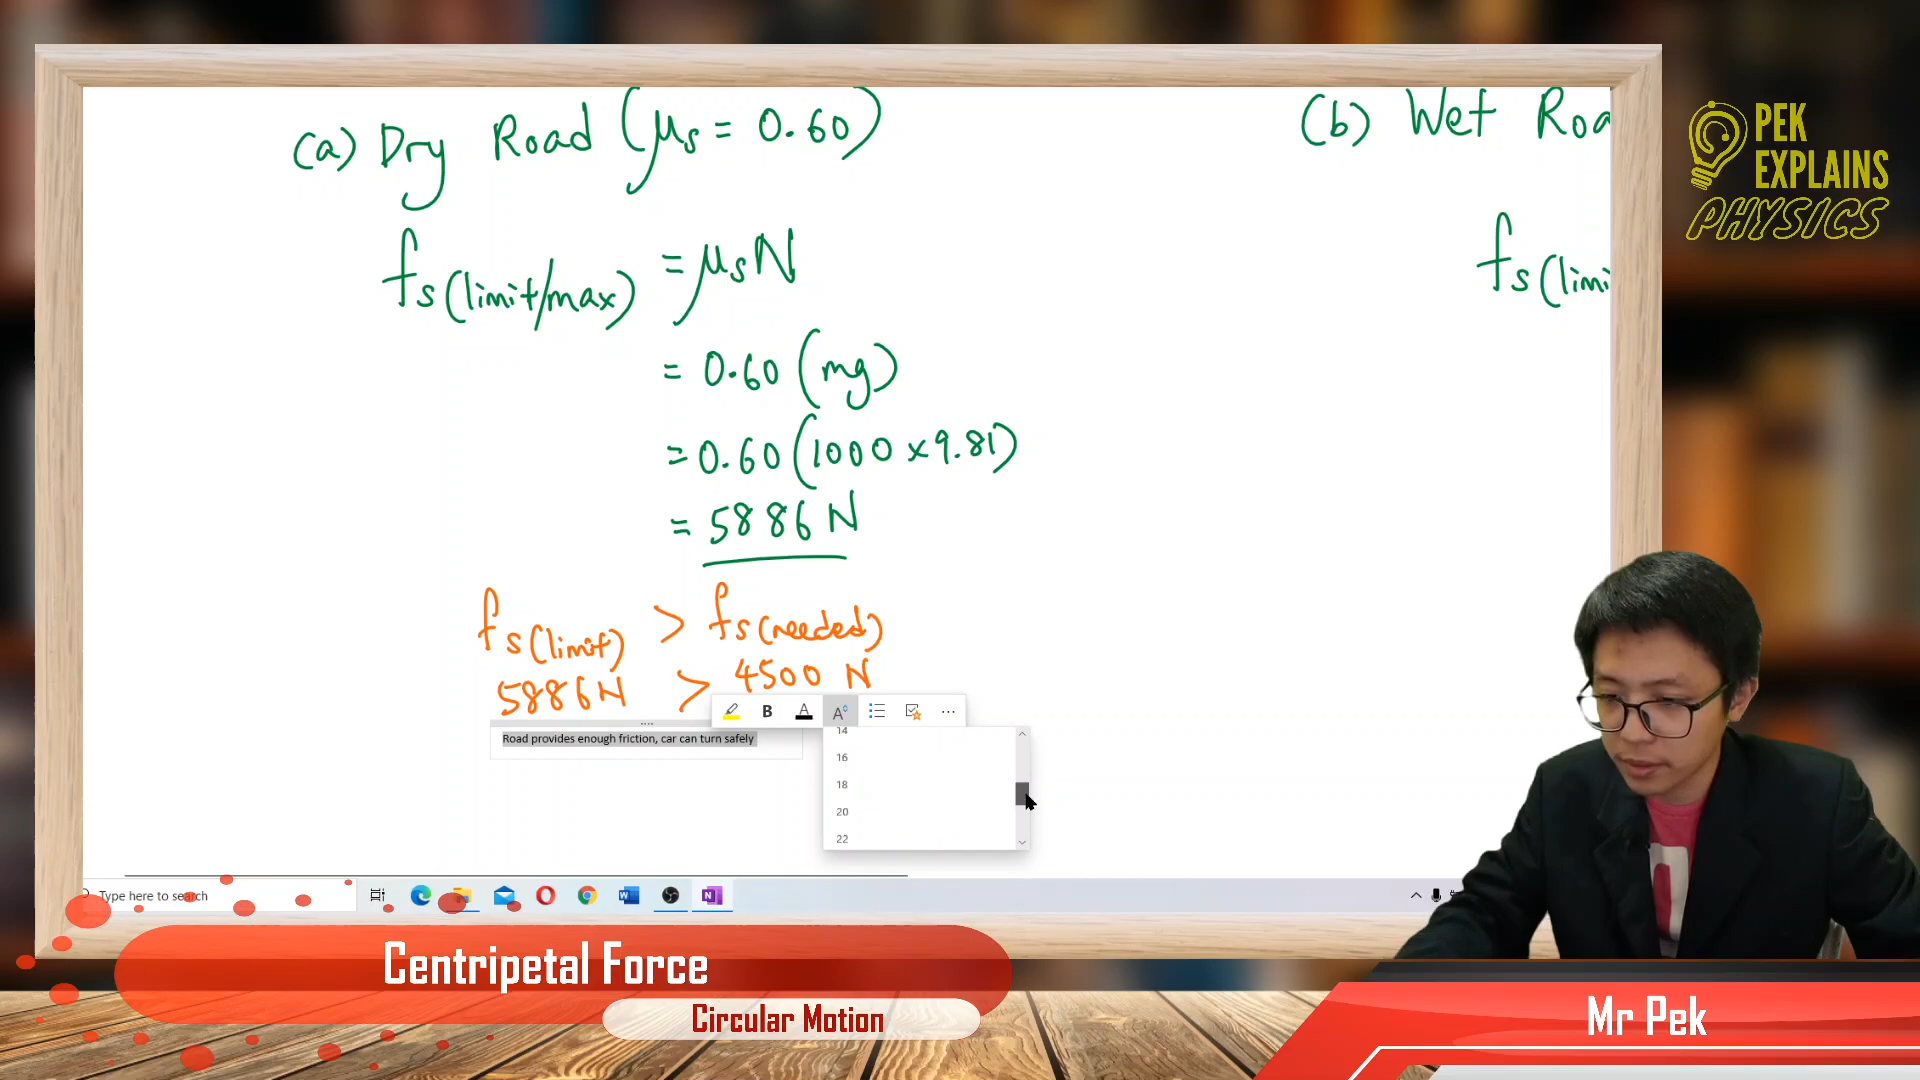 (a) Dry Road (μs = 0.60)
fs(limit/max) = μsN
= 0.60 (mg)
= 0.60 (1000 × 9.81)
= 5886 N
fs(limit) > fs(needed)
5886N > 4500 N
Road provides enough friction, car can turn safely
B A A ...
14
16
18
20
22
(b) Wet Roa
fs(limi
PEK
EXPLAINS
PHYSICS
Type here to search
Centripetal Force
Circular Motion
Mr Pek